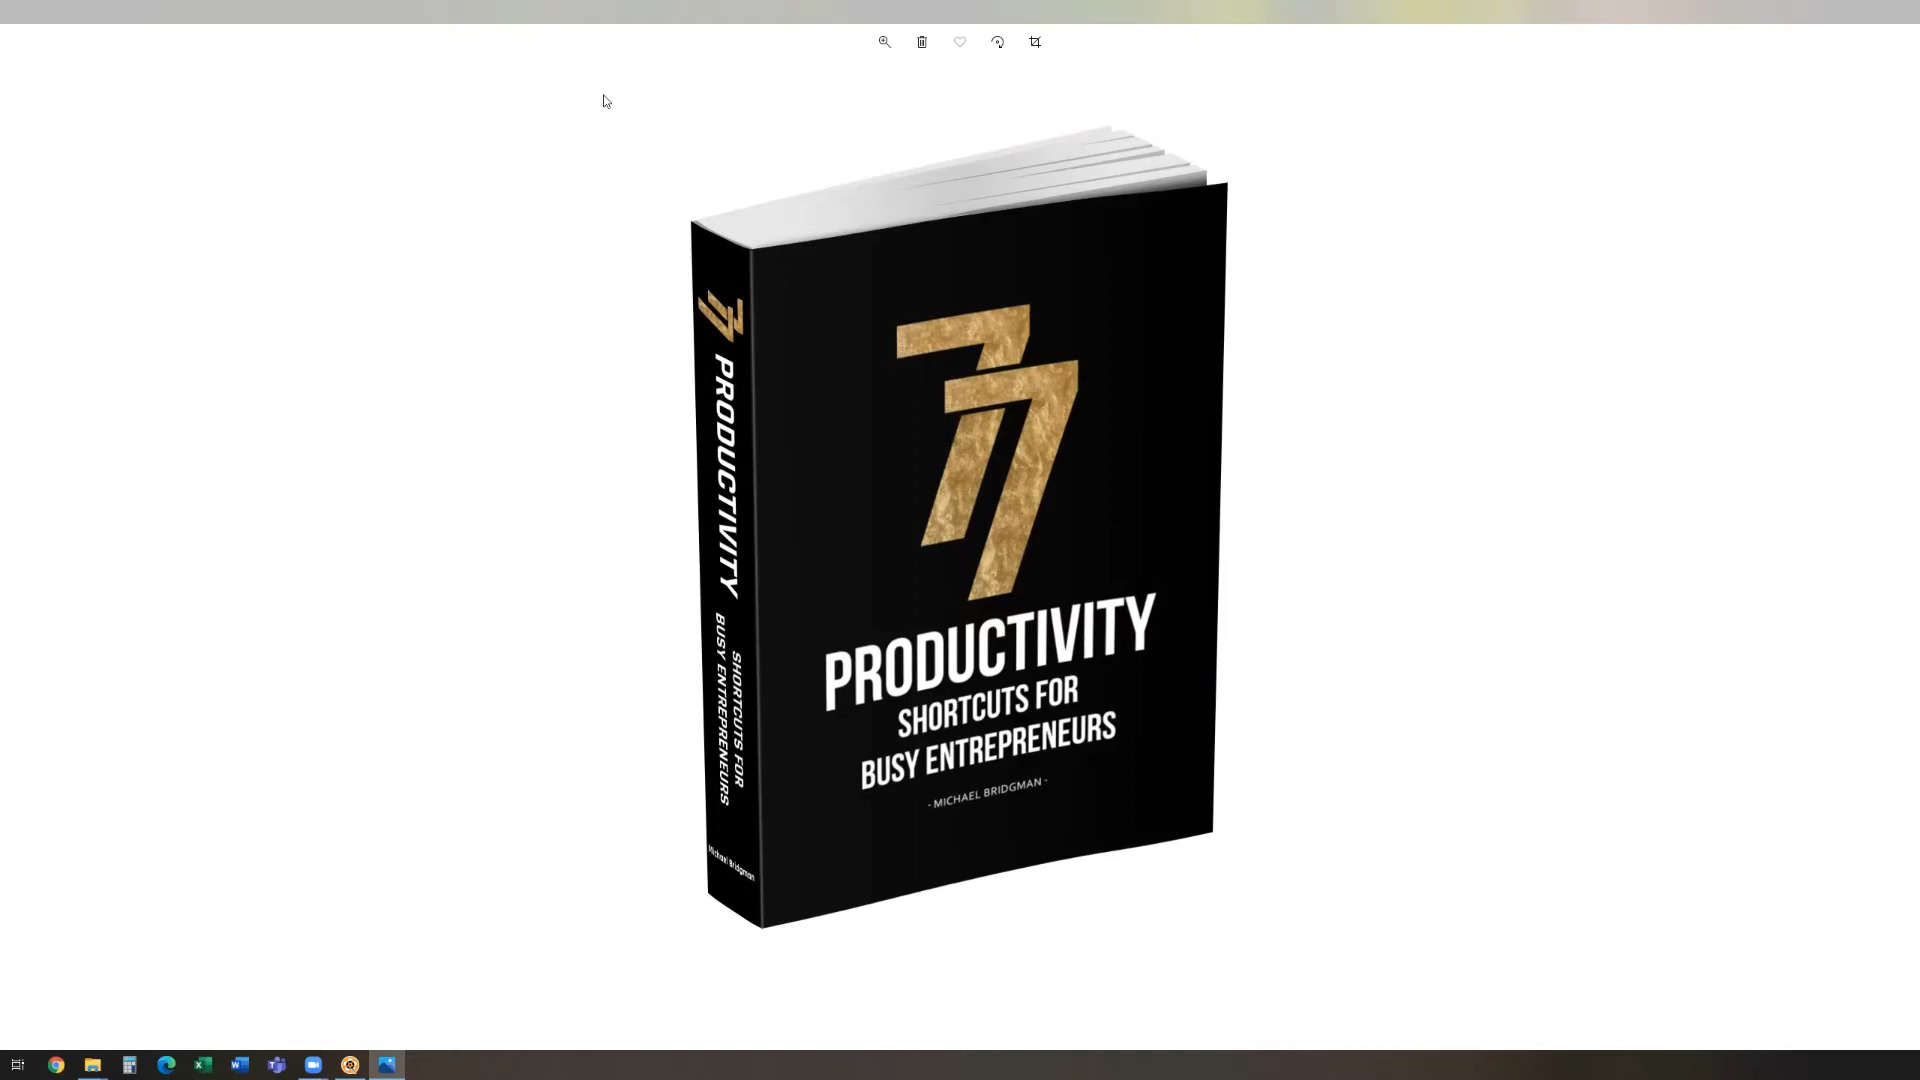 77
PRODUCTIVITY
SHORTCUTS FOR
BUSY ENTREPRENEURS
- MICHAEL BRIDGMAN -
77
PRODUCTIVITY
SHORTCUTS FOR
BUSY ENTREPRENEURS
Michael Bridgman